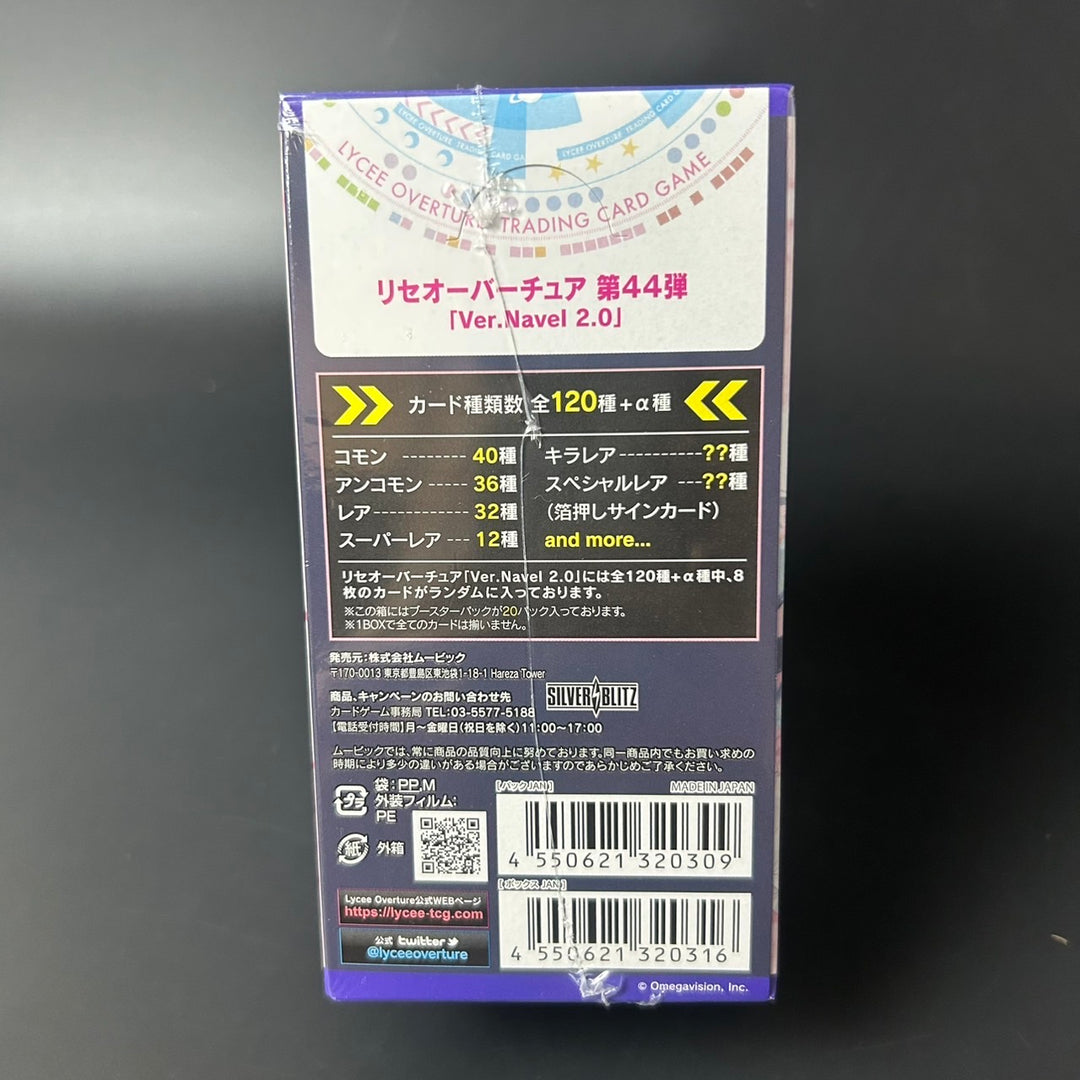 LYCEE OVERTURE TRADING CARD GA
LYCEE OVERTURE TRADING CARD G
LYCEE OVERTURE TRADING CARD GAME
リセオーバーチュア 第44弾
「Ver.Navel 2.0」
カード種類数 全120種+α種
コモン -------- 40種
アンコモン ----- 36種
レア ------------ 32種
スーパーレア --- 12種
キラレア ---------- ??種
スペシャルレア --- ??種
(箔押しサインカード)
and more...
リセオーバーチュア「Ver.Navel 2.0」には全120種+α種中、8
枚のカードがランダムに入っております。
※この箱にはブースターパックが20パック入っております。
※1BOXで全てのカードは揃いません。
発売元:株式会社ムービック
〒170-0013 東京都豊島区東池袋1-18-1 Hareza Tower
商品、キャンペーンのお問い合わせ先
カードゲーム事務局 TEL:03-5577-5188
【電話受付時間】月〜金曜日(祝日を除く)11:00〜17:00
SILVER BLITZ
ムービックでは、常に商品の品質向上に努めております。同一商品内でもお買い求めの
時期により多少の違いがある場合がございますのであらかじめご了承ください。
プラ
袋:PP,M
外装フィルム:
PE
紙 外箱
[パックJAN]
MADE IN JAPAN
4 550621 320309
[ボックス JAN]
4 550621 320316
Lycee Overture公式WEBページ
https://lycee-tcg.com
公式 twitter
@lyceeoverture
© Omegavision, Inc.